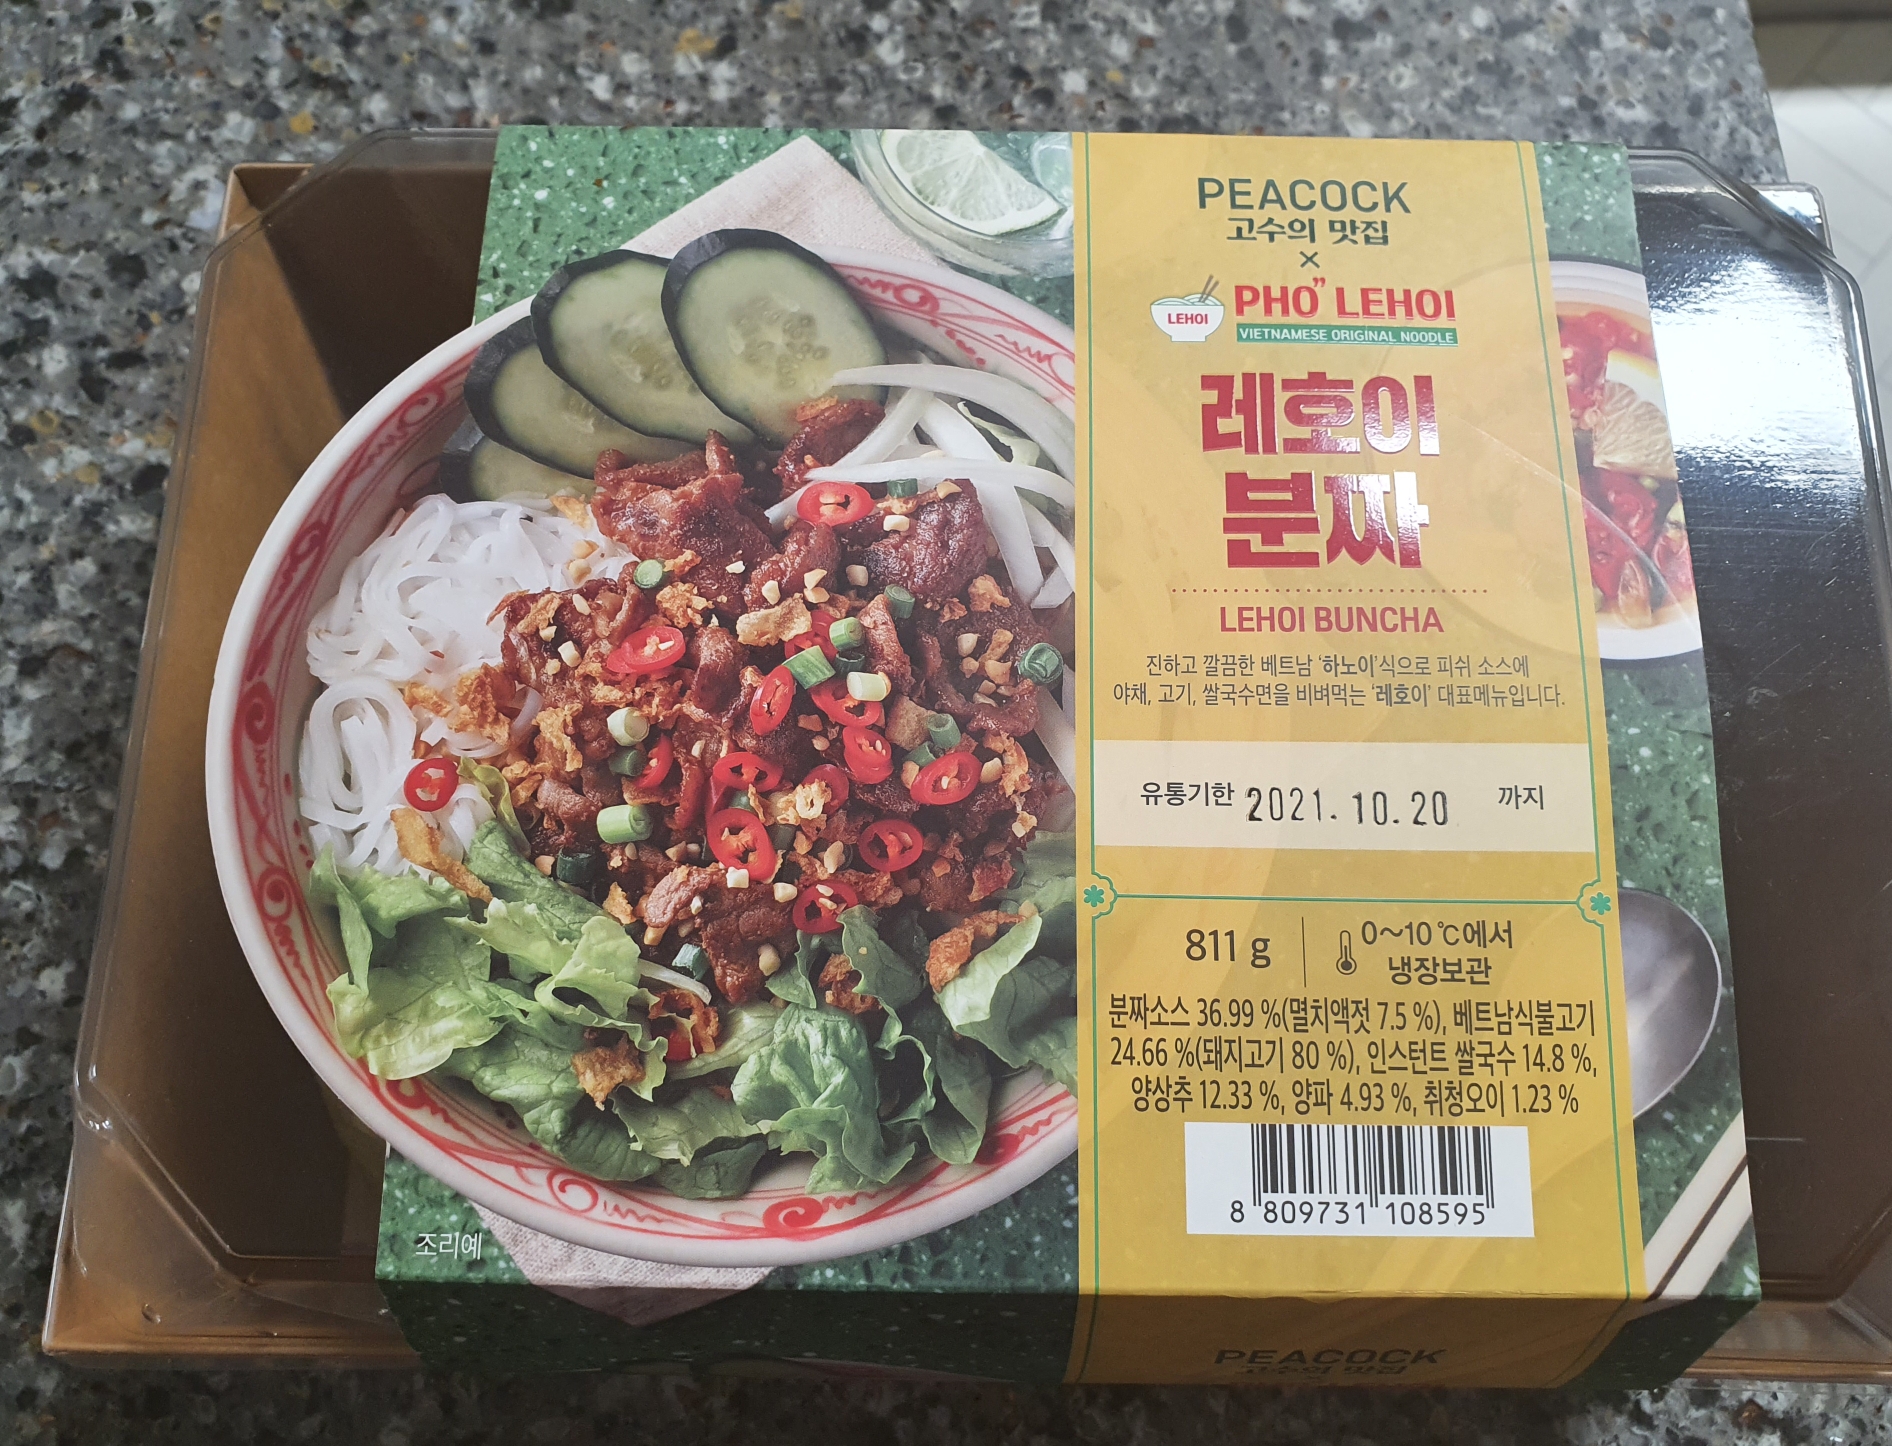 PEACOCK
고수의 맛집
×
LEHOI
PHO" LEHOI
VIETNAMESE ORIGINAL NOODLE
레호이
분짜
LEHOI BUNCHA
진하고 깔끔한 베트남 '하노이'식으로 피쉬 소스에
야채, 고기, 쌀국수면을 비벼먹는 '레호이' 대표메뉴입니다.
유통기한 2021.10.20 까지
811 g
0~10 ℃에서
냉장보관
분짜소스 36.99 %(멸치액젓 7.5 %), 베트남식불고기
24.66 %(돼지고기 80 %), 인스턴트 쌀국수 14.8 %,
양상추 12.33 %, 양파 4.93 %, 취청오이 1.23 %
8 809731 108595
조리예
PEACOCK
고수의 맛집